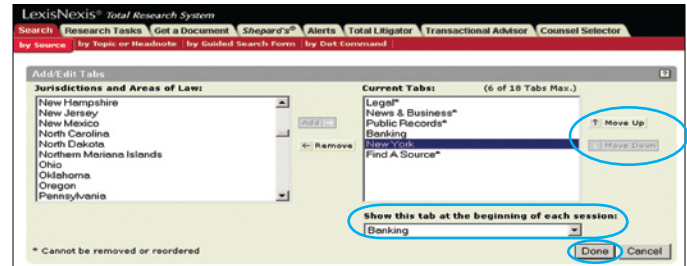 LexisNexis® Total Research System
Search Research Tasks Get a Document Shepard's® Alerts Total Litigator Transactional Advisor Counsel Selector
by Source by Topic or Headnote by Guided Search Form by Dot Command
Add/Edit Tabs ?
Jurisdictions and Areas of Law: Current Tabs: (6 of 18 Tabs Max.)
New Hampshire Legal*
New Jersey News & Business*
New Mexico Add → Public Records* ↑ Move Up
North Carolina Banking
North Dakota ← Remove New York ↓ Move Down
Northern Mariana Islands Find A Source*
Ohio
Oklahoma
Oregon
Pennsylvania
Show this tab at the beginning of each session:
Banking
* Cannot be removed or reordered Done Cancel